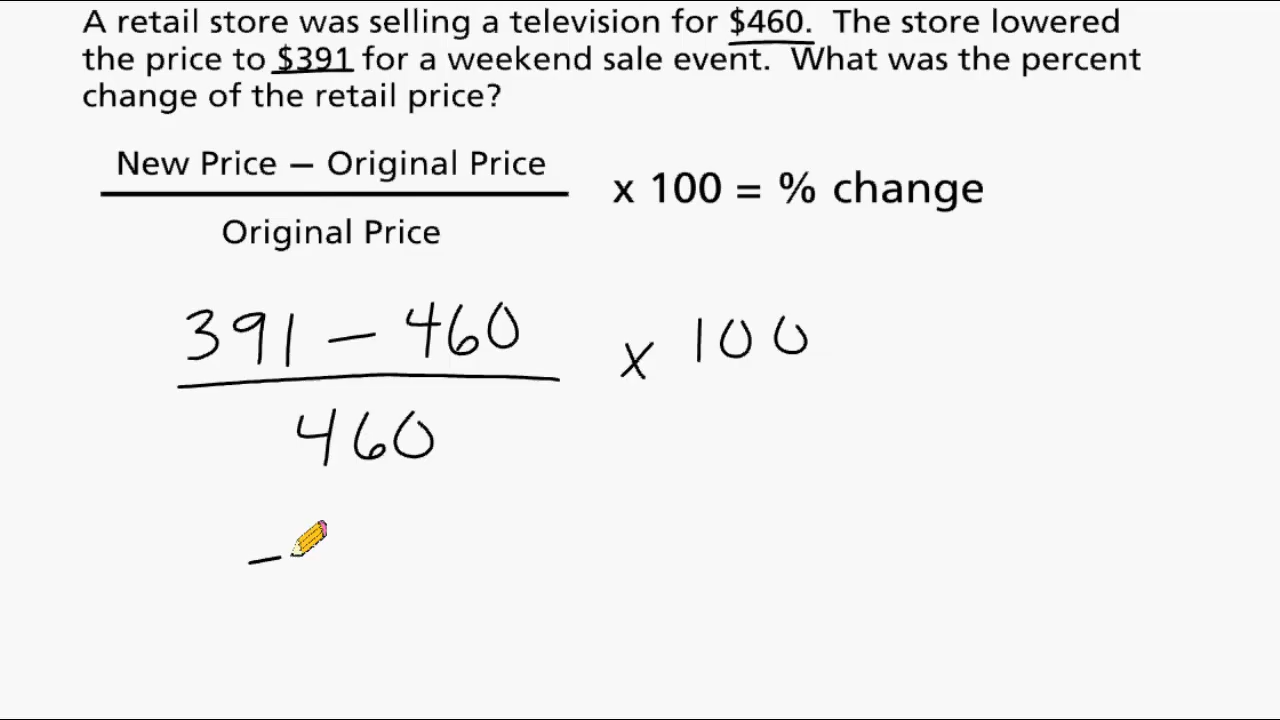 A retail store was selling a television for $460. The store lowered
the price to $391 for a weekend sale event. What was the percent
change of the retail price?
New Price – Original Price
x 100 = % change
Original Price
391 – 460
x 100
460
–